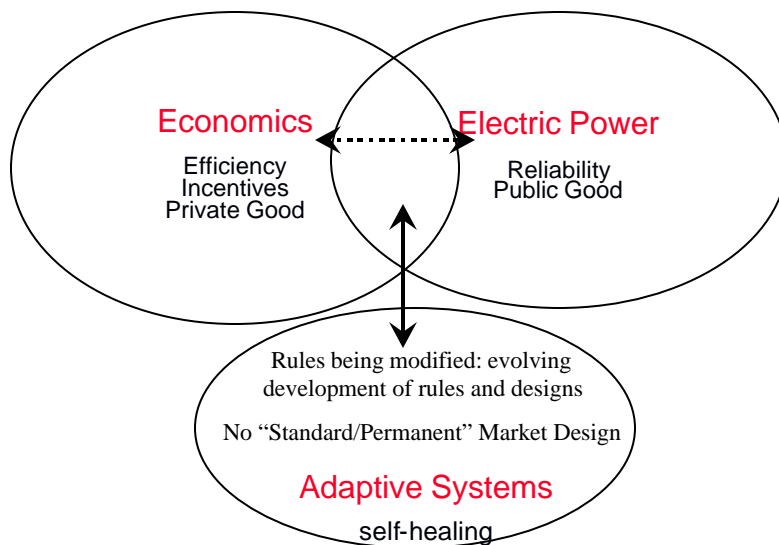 Economics
Efficiency
Incentives
Private Good
Electric Power
Reliability
Public Good
Rules being modified: evolving
development of rules and designs
No “Standard/Permanent” Market Design
Adaptive Systems
self-healing